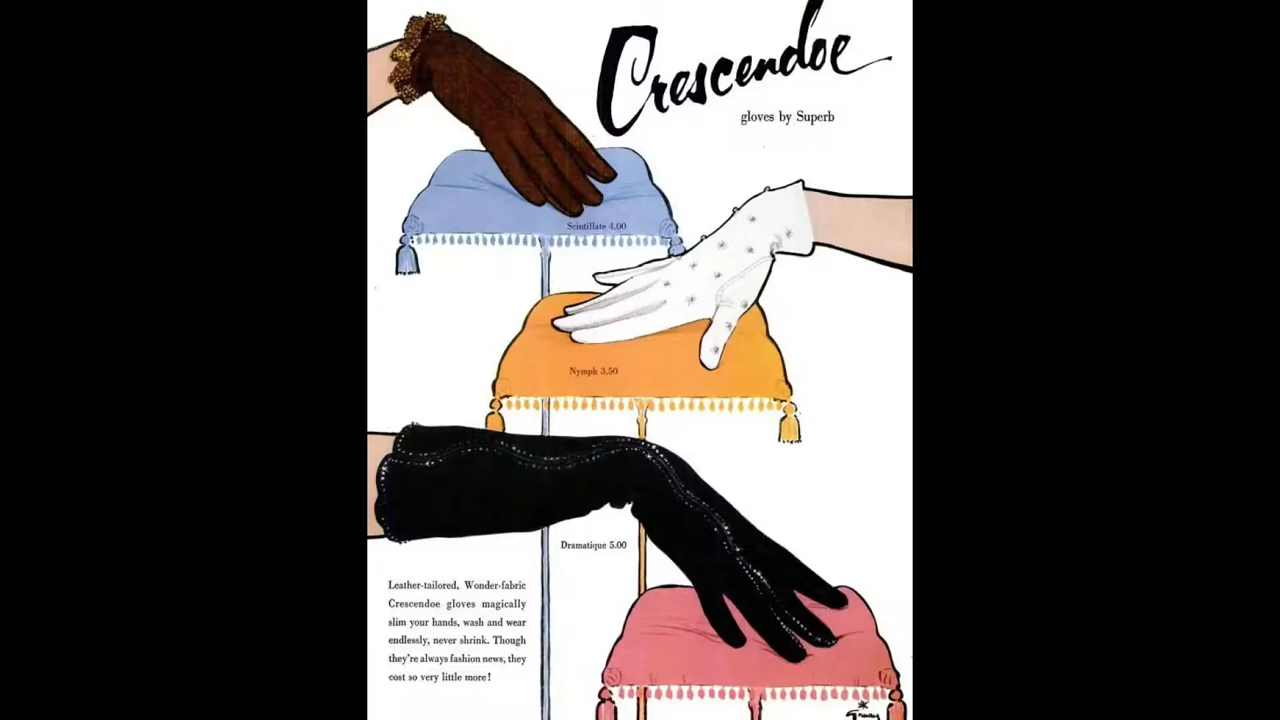 Crescendoe
gloves by Superb
Scintillate 4.00
Nymph 3.50
Dramatique 5.00
Leather-tailored, Wonder-fabric
Crescendoe gloves magically
slim your hands, wash and wear
endlessly, never shrink. Though
they're always fashion news, they
cost so very little more!